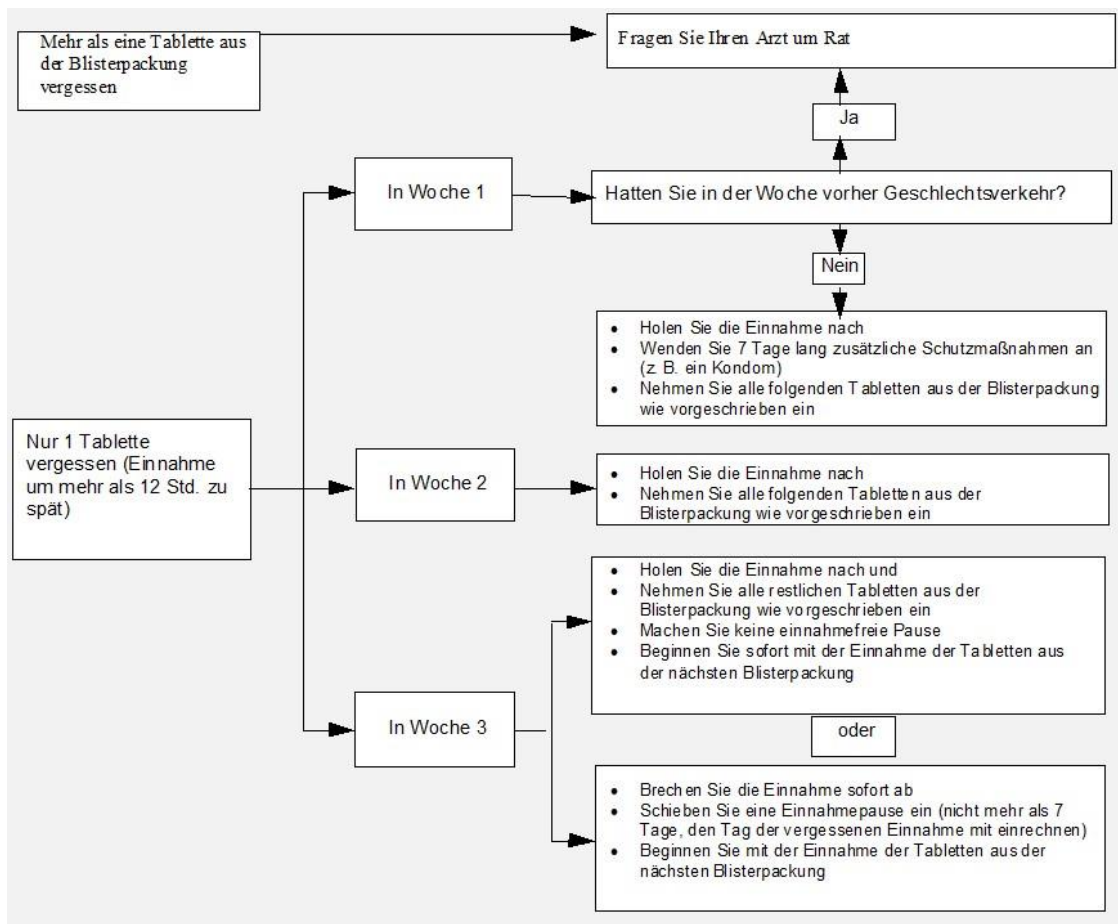 Mehr als eine Tablette aus
der Blisterpackung
vergessen
Fragen Sie Ihren Arzt um Rat
Ja
In Woche 1
Hatten Sie in der Woche vorher Geschlechtsverkehr?
Nein
• Holen Sie die Einnahme nach
• Wenden Sie 7 Tage lang zusätzliche Schutzmaßnahmen an
(z. B. ein Kondom)
• Nehmen Sie alle folgenden Tabletten aus der Blisterpackung
wie vorgeschrieben ein
Nur 1 Tablette
vergessen (Einnahme
um mehr als 12 Std. zu
spät)
In Woche 2
• Holen Sie die Einnahme nach
• Nehmen Sie alle folgenden Tabletten aus der
Blisterpackung wie vorgeschrieben ein
In Woche 3
• Holen Sie die Einnahme nach und
• Nehmen Sie alle restlichen Tabletten aus der
Blisterpackung wie vorgeschrieben ein
• Machen Sie keine einnahmefreie Pause
• Beginnen Sie sofort mit der Einnahme der Tabletten aus
der nächsten Blisterpackung
oder
• Brechen Sie die Einnahme sofort ab
• Schieben Sie eine Einnahmepause ein (nicht mehr als 7
Tage, den Tag der vergessenen Einnahme mit einrechnen)
• Beginnen Sie mit der Einnahme der Tabletten aus der
nächsten Blisterpackung